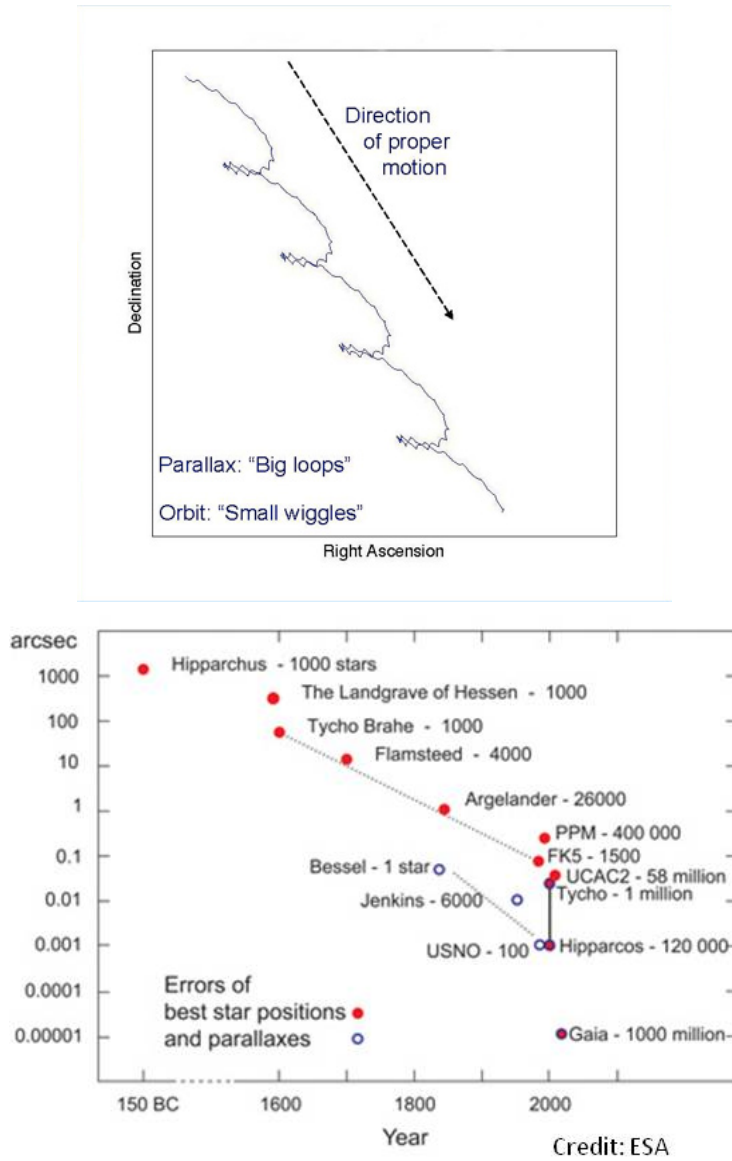 Direction
of proper
motion
Declination
Parallax: “Big loops”
Orbit: “Small wiggles”
Right Ascension
arcsec
1000
100
10
1
0.1
0.01
0.001
0.0001
0.00001
Hipparchus - 1000 stars
The Landgrave of Hessen - 1000
Tycho Brahe - 1000
Flamsteed - 4000
Argelander - 26000
PPM - 400 000
FK5 - 1500
Bessel - 1 star
UCAC2 - 58 million
Tycho - 1 million
Jenkins - 6000
USNO - 100
Hipparcos - 120 000
Errors of
best star positions
and parallaxes
Gaia - 1000 million
150 BC
1600
1800
2000
Year
Credit: ESA